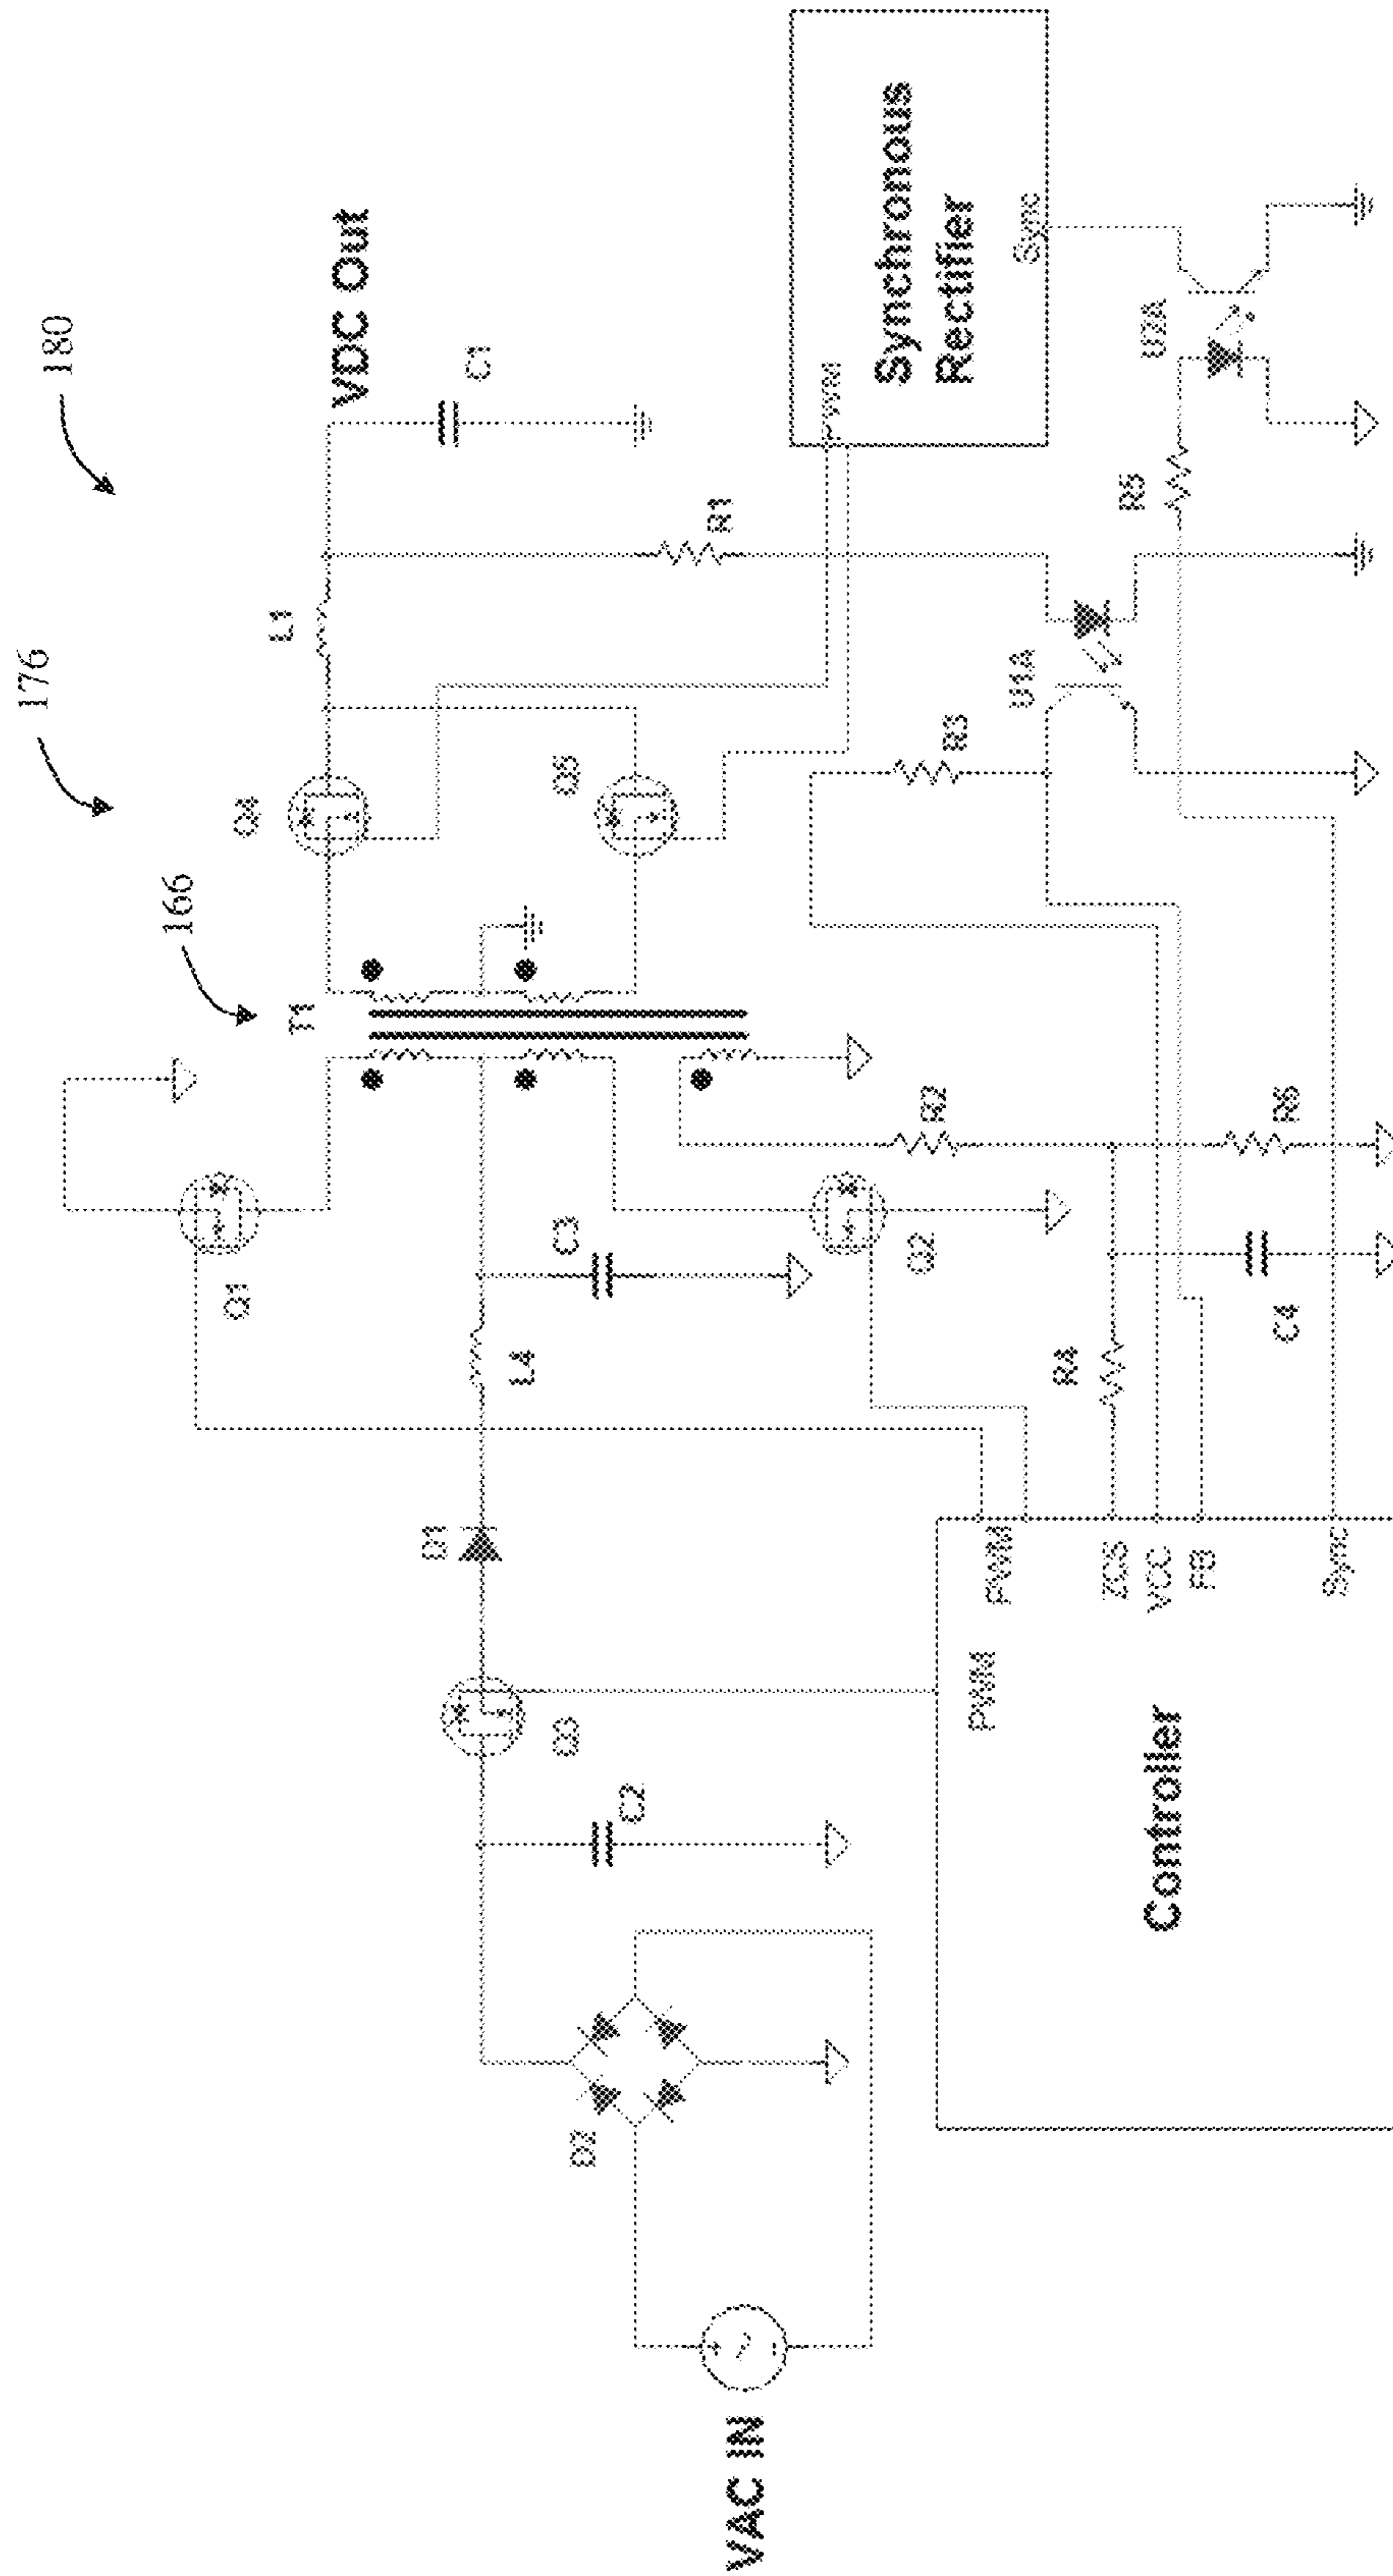 180
176
166
VDC Out
C1
L1
Q4
Q5
T1
R1
Q1
L4
C3
D1
Q2
Q3
C2
D2
VAC IN
Synchronous
Rectifier
PWM
Sync
U2A
R5
U1A
R3
R2
R6
R4
C4
PWM
PWM
ZCS
VCC
FB
Sync
Controller